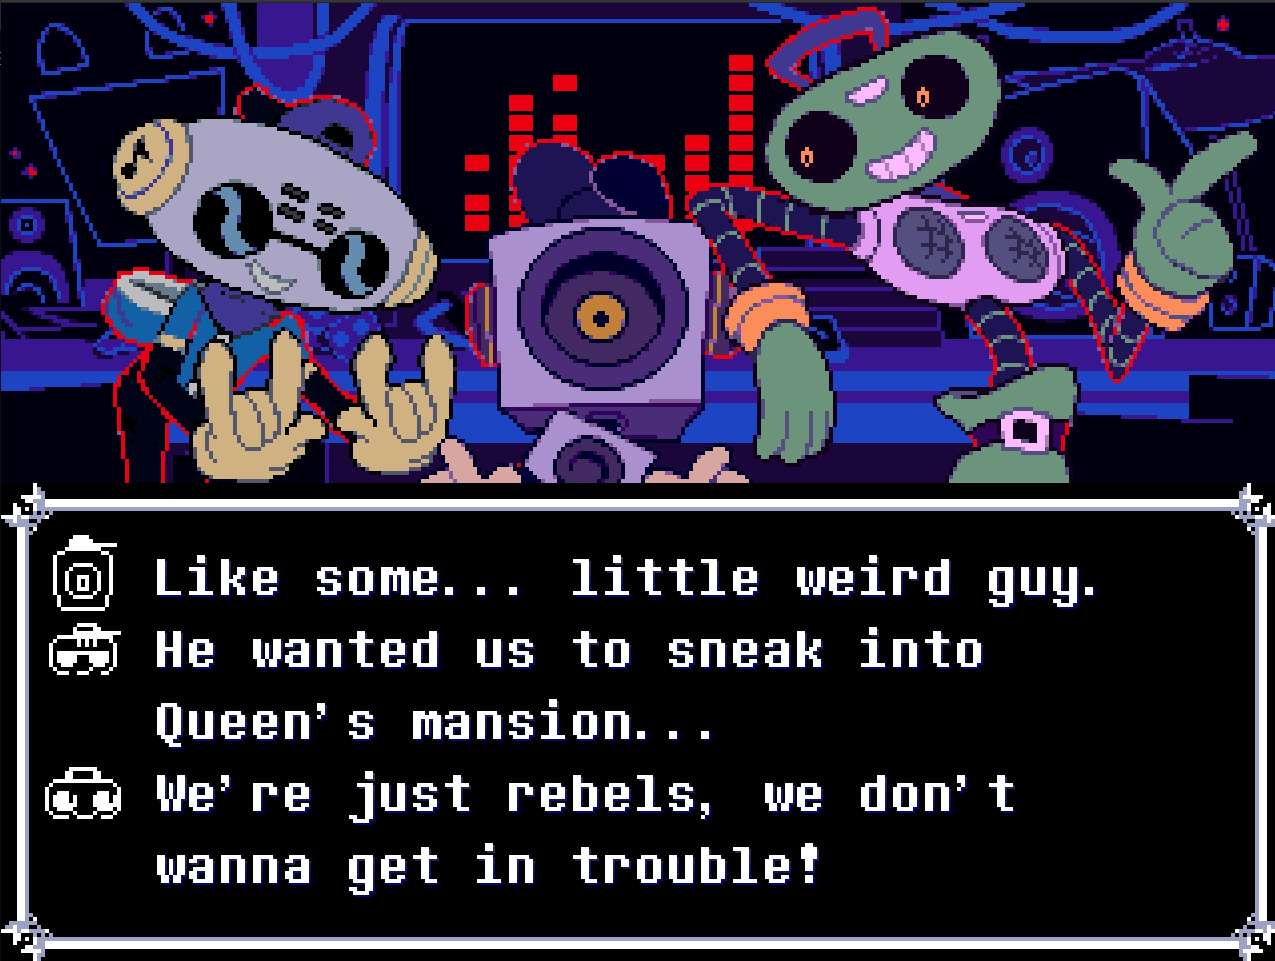 Like some... little weird guy.
He wanted us to sneak into
Queen's mansion...
We're just rebels, we don't
wanna get in trouble!